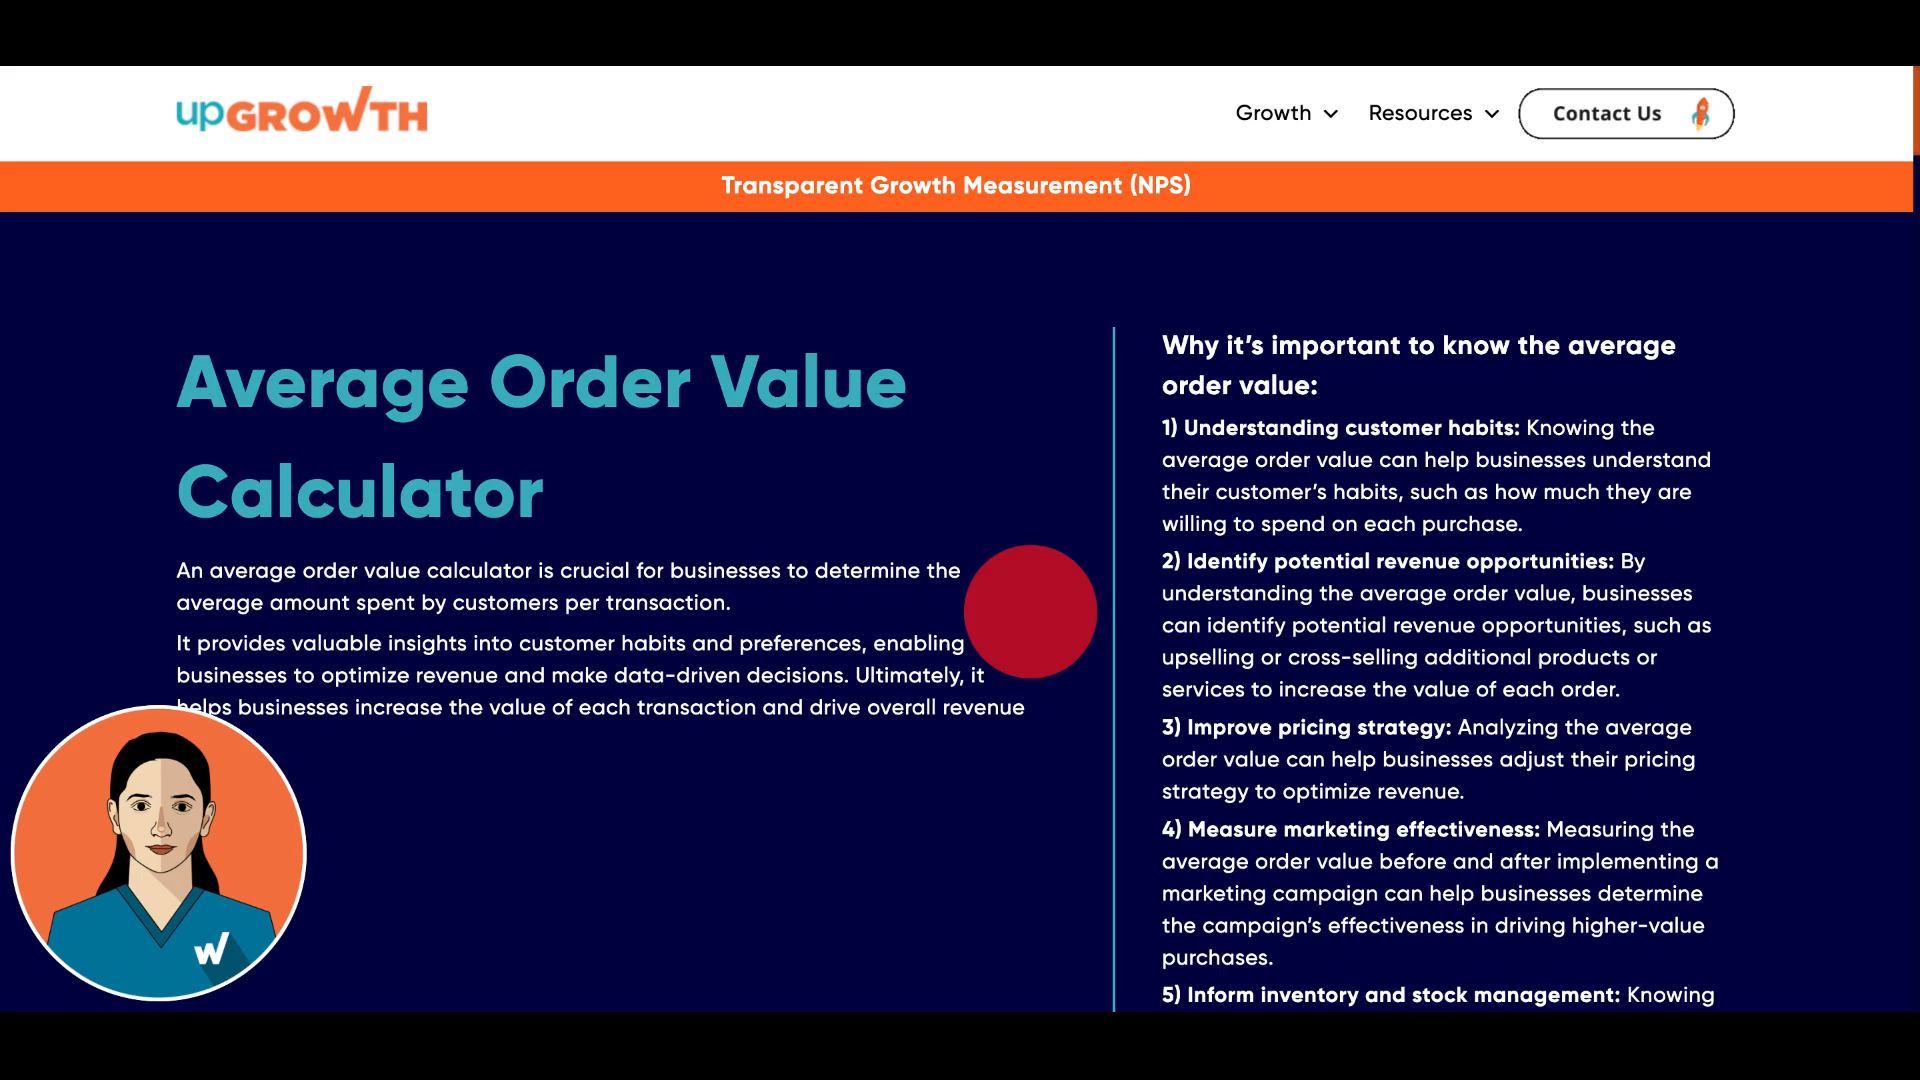 upGROWTH
Growth
Resources
Contact Us
Transparent Growth Measurement (NPS)
Average Order Value
Calculator
An average order value calculator is crucial for businesses to determine the
average amount spent by customers per transaction.
It provides valuable insights into customer habits and preferences, enabling
businesses to optimize revenue and make data-driven decisions. Ultimately, it
helps businesses increase the value of each transaction and drive overall revenue
Why it’s important to know the average
order value:
1) Understanding customer habits: Knowing the
average order value can help businesses understand
their customer’s habits, such as how much they are
willing to spend on each purchase.
2) Identify potential revenue opportunities: By
understanding the average order value, businesses
can identify potential revenue opportunities, such as
upselling or cross-selling additional products or
services to increase the value of each order.
3) Improve pricing strategy: Analyzing the average
order value can help businesses adjust their pricing
strategy to optimize revenue.
4) Measure marketing effectiveness: Measuring the
average order value before and after implementing a
marketing campaign can help businesses determine
the campaign’s effectiveness in driving higher-value
purchases.
5) Inform inventory and stock management: Knowing
W